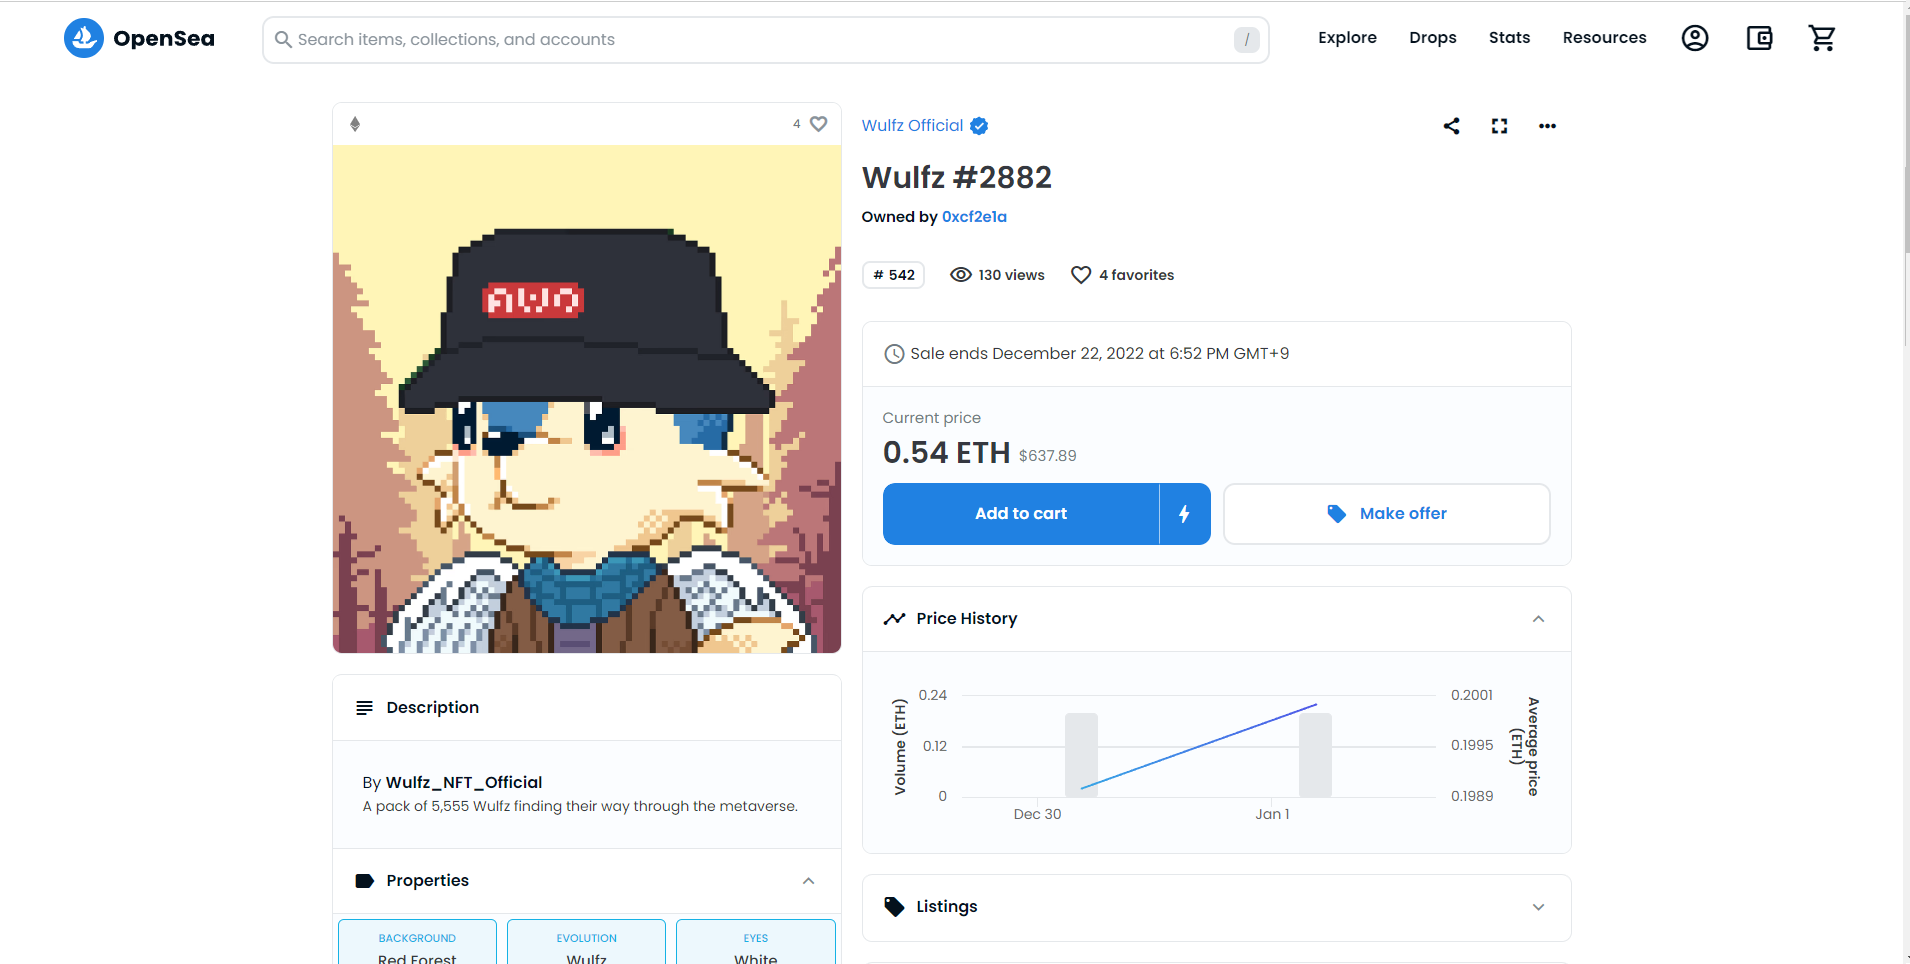 OpenSea
Search items, collections, and accounts
/
Explore
Drops
Stats
Resources
4
AWO
Wulfz Official
Wulfz #2882
Owned by 0xcf2e1a
# 542
130 views
4 favorites
Sale ends December 22, 2022 at 6:52 PM GMT+9
Current price
0.54 ETH $637.89
Add to cart
Make offer
Price History
Volume (ETH)
0.24
0.12
0
Dec 30
Jan 1
0.2001
0.1995
0.1989
Average price
(ETH)
Listings
Description
By Wulfz_NFT_Official
A pack of 5,555 Wulfz finding their way through the metaverse.
Properties
BACKGROUND
Red Forest
EVOLUTION
Wulfz
EYES
White